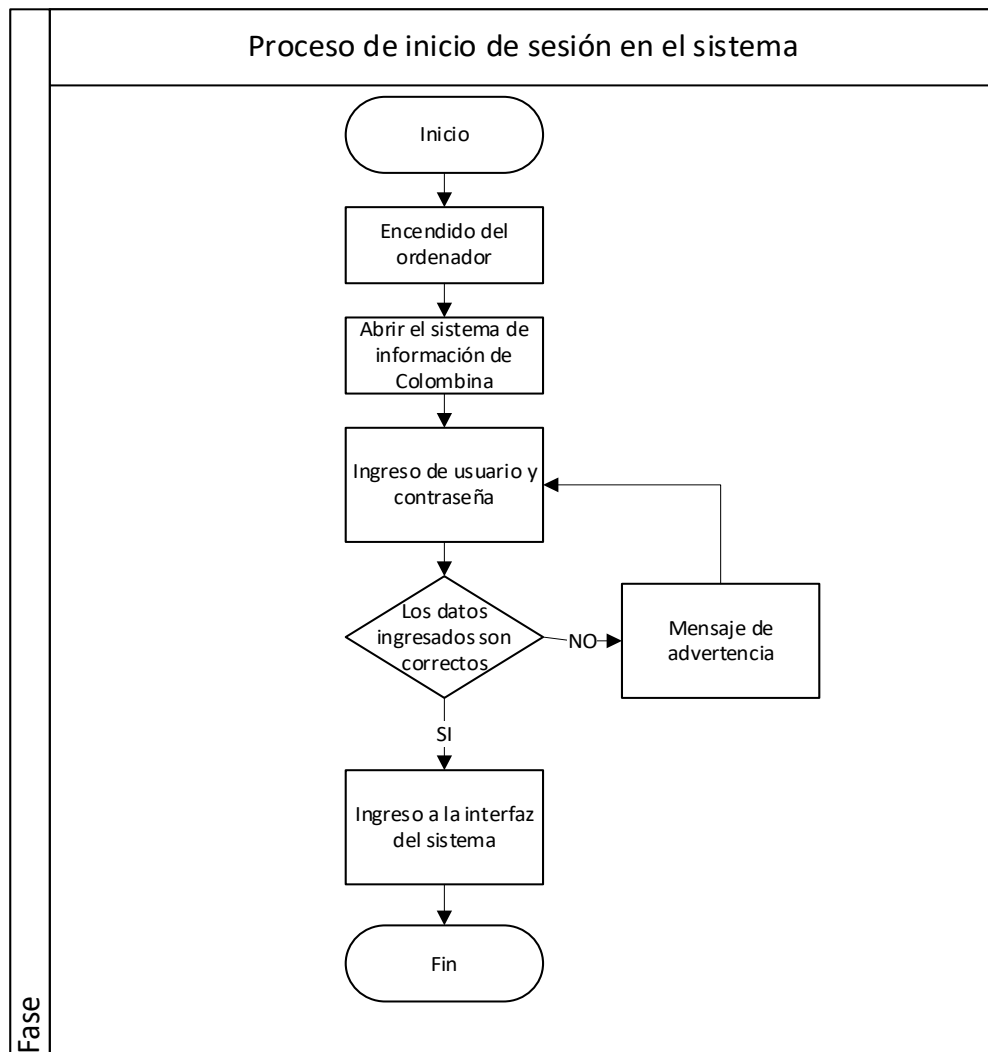 Proceso de inicio de sesión en el sistema
Inicio
Encendido del
ordenador
Abrir el sistema de
información de
Colombina
Ingreso de usuario y
contraseña
Los datos
ingresados son
correctos
NO
Mensaje de
advertencia
SI
Ingreso a la interfaz
del sistema
Fin
Fase